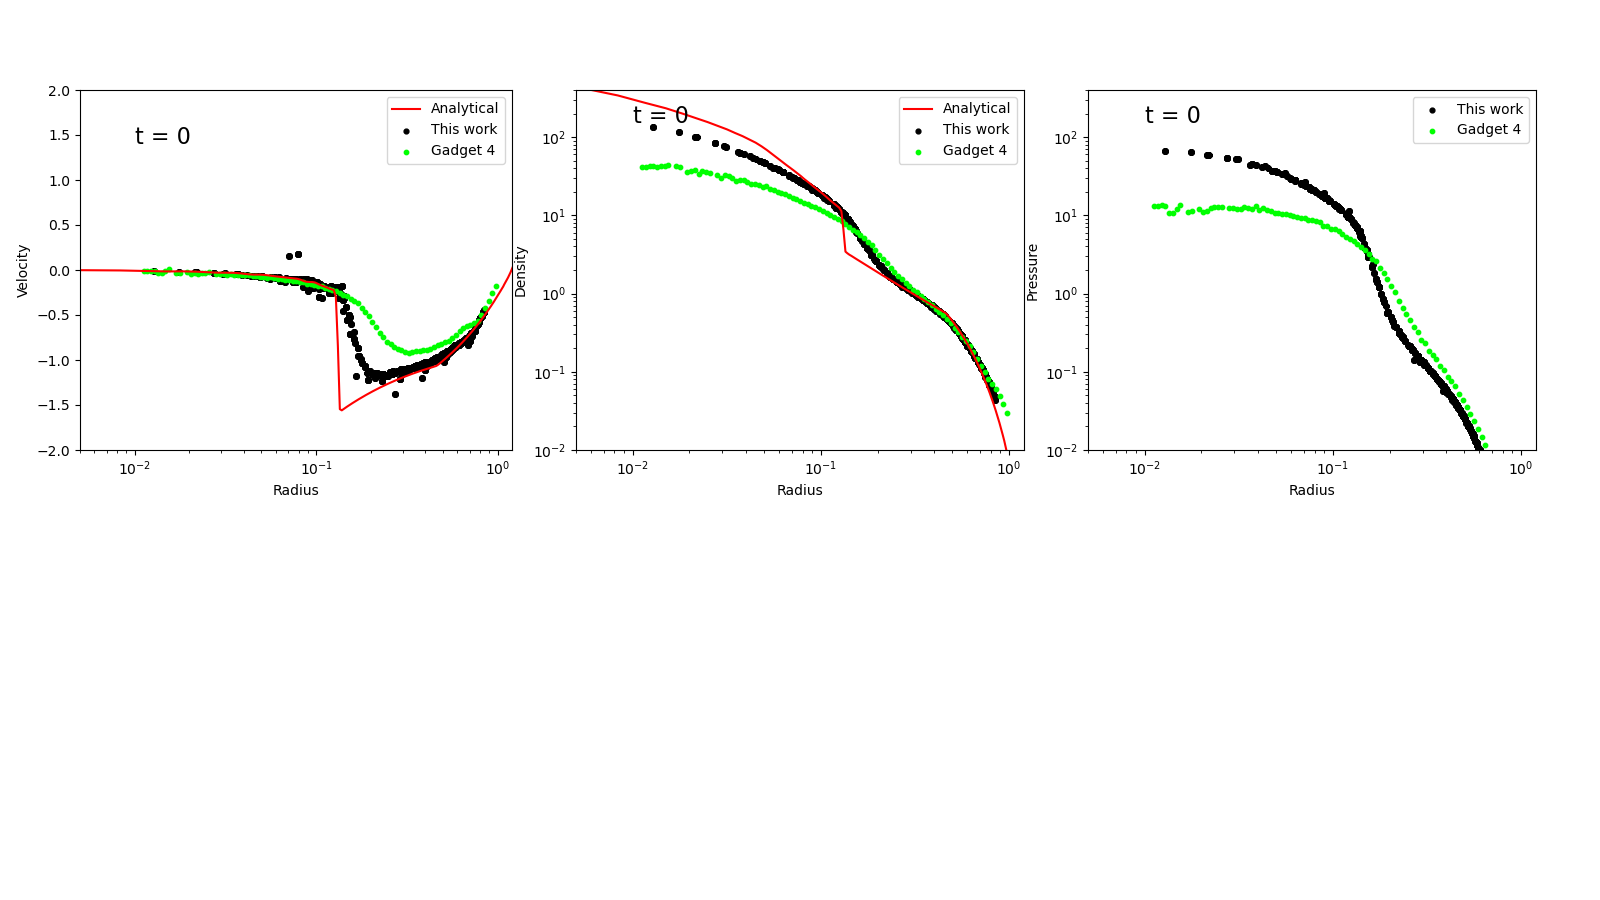 2.0
1.5
1.0
0.5
0.0
−0.5
−1.0
−1.5
−2.0
Velocity
t = 0
Analytical
This work
Gadget 4
10⁻²
10⁻¹
10⁰
Radius
10²
10¹
10⁰
10⁻¹
10⁻²
Density
t = 0
Analytical
This work
Gadget 4
10⁻²
10⁻¹
10⁰
Radius
10²
10¹
10⁰
10⁻¹
10⁻²
Pressure
t = 0
This work
Gadget 4
10⁻²
10⁻¹
10⁰
Radius